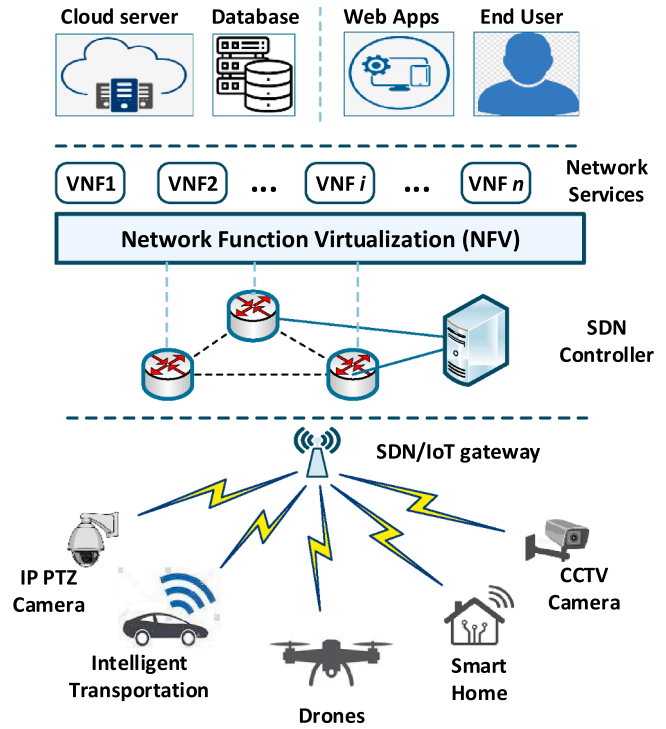 Cloud server
Database
Web Apps
End User
VNF1
VNF2
...
VNF i
...
VNF n
Network
Services
Network Function Virtualization (NFV)
SDN
Controller
SDN/IoT gateway
IP PTZ
Camera
CCTV
Camera
Intelligent
Transportation
Smart
Home
Drones